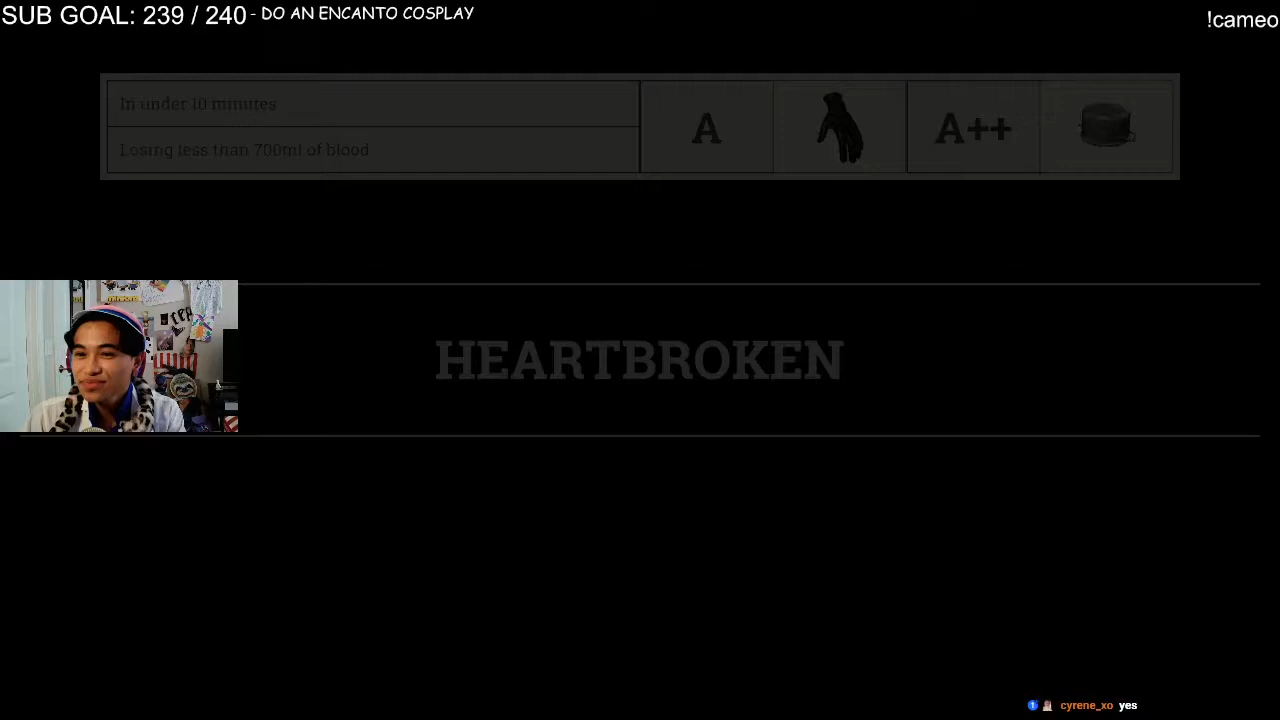 SUB GOAL: 239 / 240 - DO AN ENCANTO COSPLAY
!cameo
In under 10 minutes
Losing less than 700ml of blood
A
A++
HEARTBROKEN
cyrene_xo yes